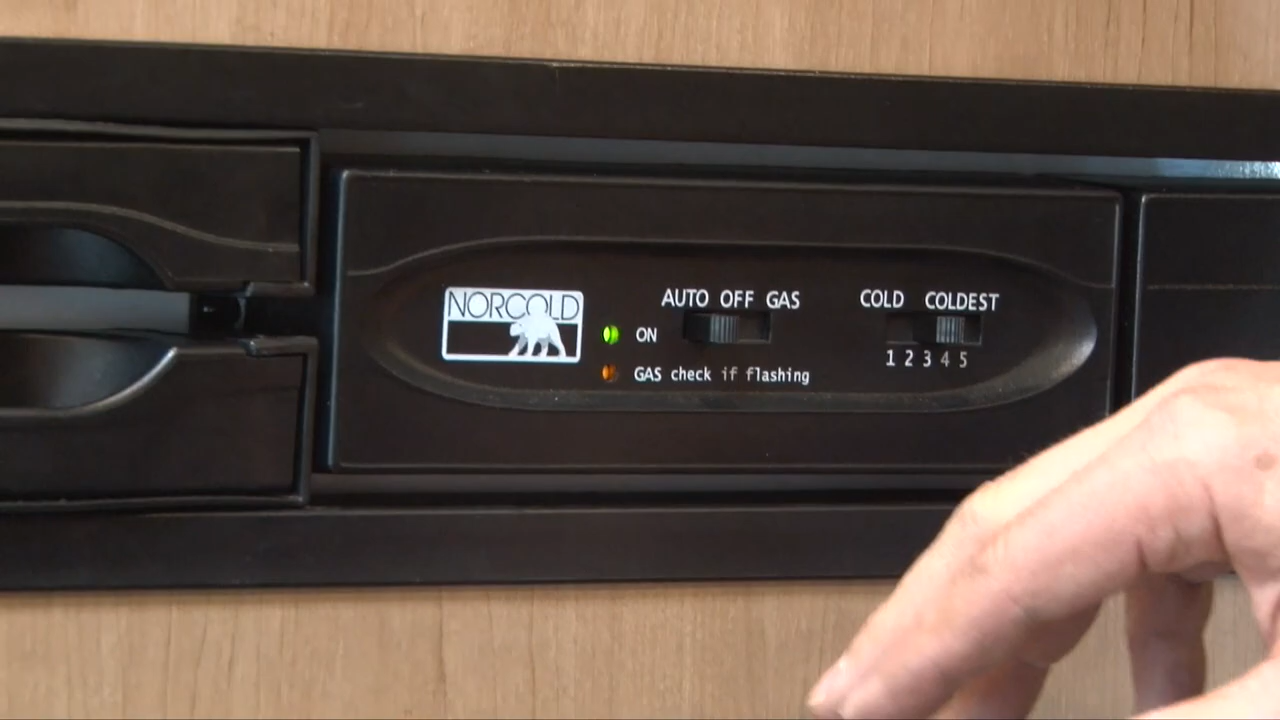 NORCOLD
AUTO OFF GAS
ON
GAS check if flashing
COLD COLDEST
1 2 3 4 5